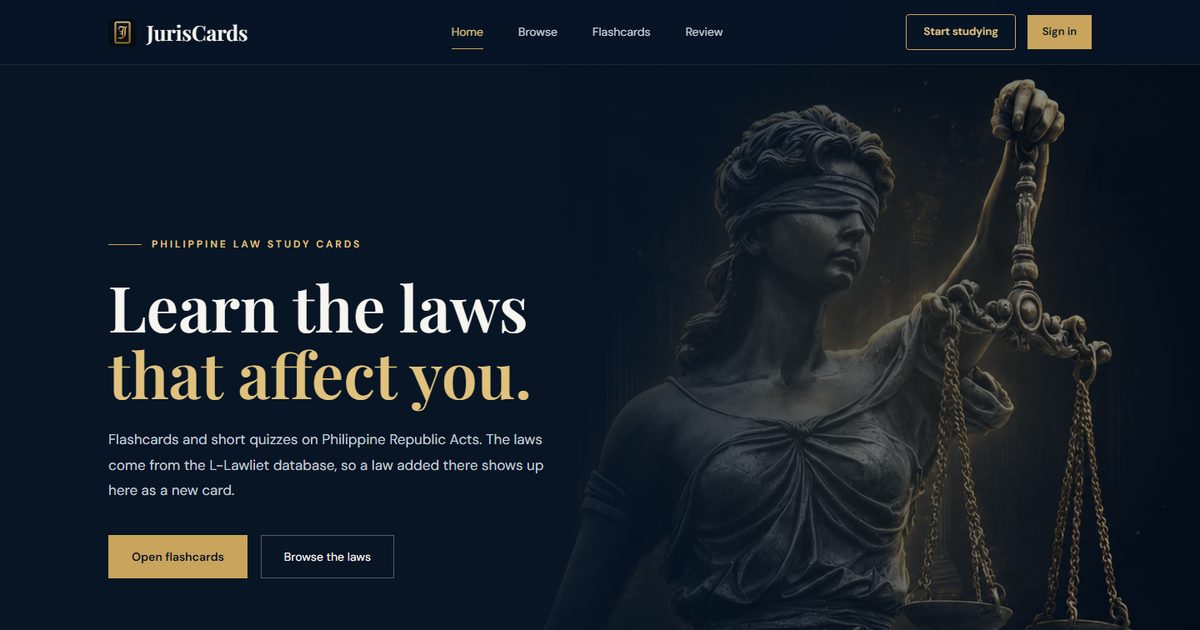 JurisCards
Home
Browse
Flashcards
Review
Start studying
Sign in
PHILIPPINE LAW STUDY CARDS
Learn the laws
that affect you.
Flashcards and short quizzes on Philippine Republic Acts. The laws
come from the L-Lawliet database, so a law added there shows up
here as a new card.
Open flashcards
Browse the laws